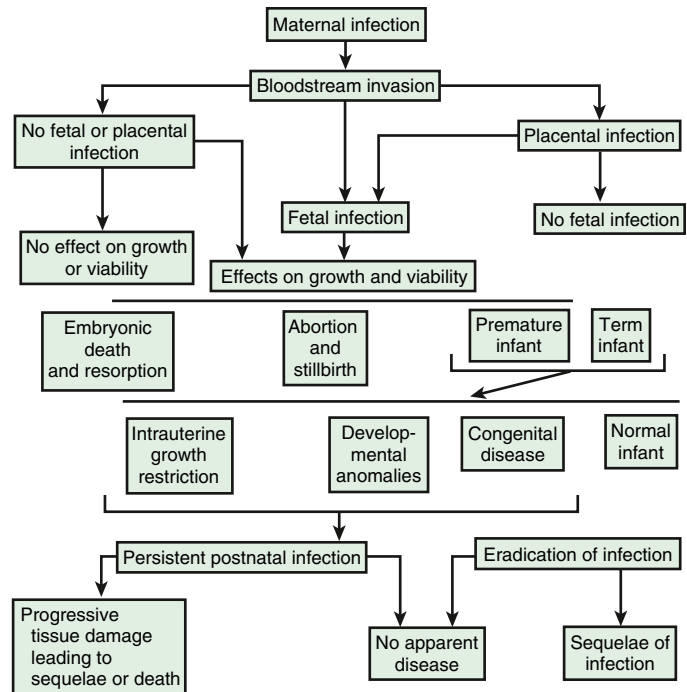 Maternal infection
Bloodstream invasion
No fetal or placental
infection
Placental infection
Fetal infection
No fetal infection
No effect on growth
or viability
Effects on growth and viability
Embryonic
death
and resorption
Abortion
and
stillbirth
Premature
infant
Term
infant
Intrauterine
growth
restriction
Develop-
mental
anomalies
Congenital
disease
Normal
infant
Persistent postnatal infection
Eradication of infection
Progressive
tissue damage
leading to
sequelae or death
No apparent
disease
Sequelae of
infection